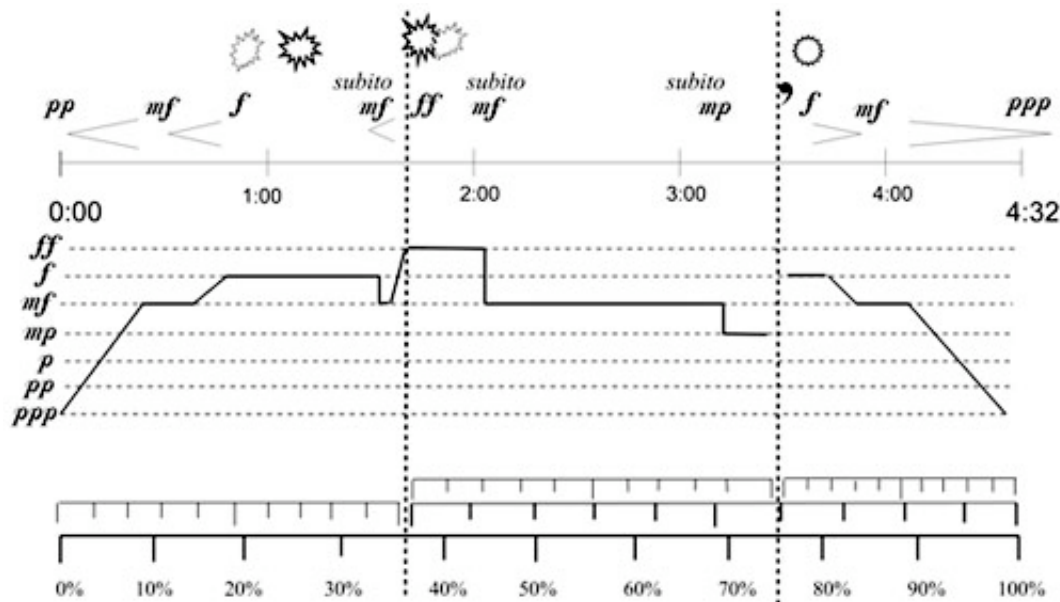 subito subito subito
pp mf f mf ff mf mp , f mf ppp
1:00 2:00 3:00 4:00
0:00 4:32
ff
f
mf
mp
p
pp
ppp
0% 10% 20% 30% 40% 50% 60% 70% 80% 90% 100%